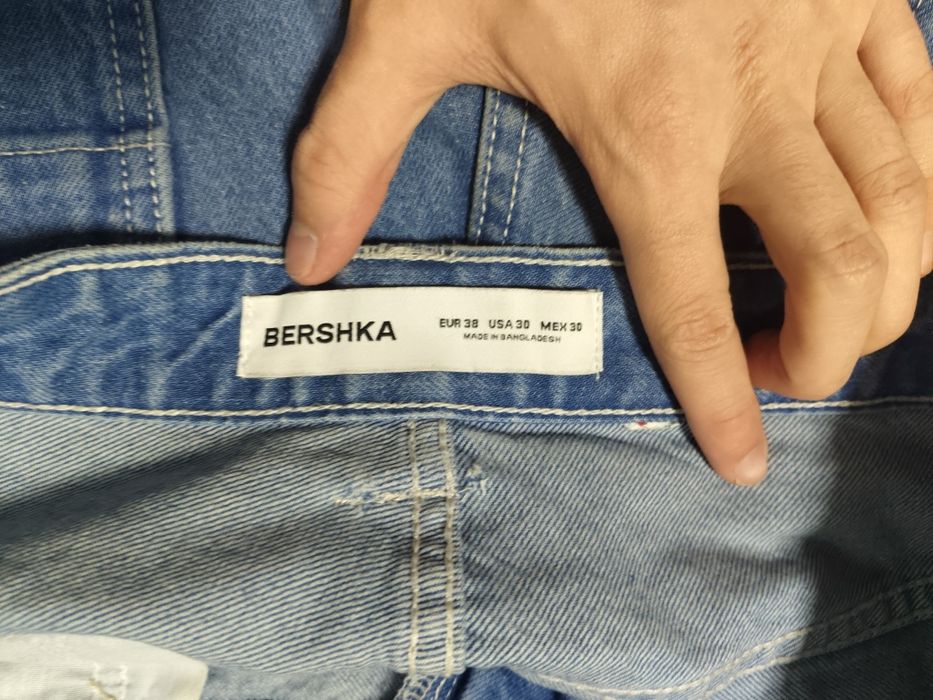 BERSHKA
EUR 38 USA 30 MEX 30
MADE IN BANGLADESH